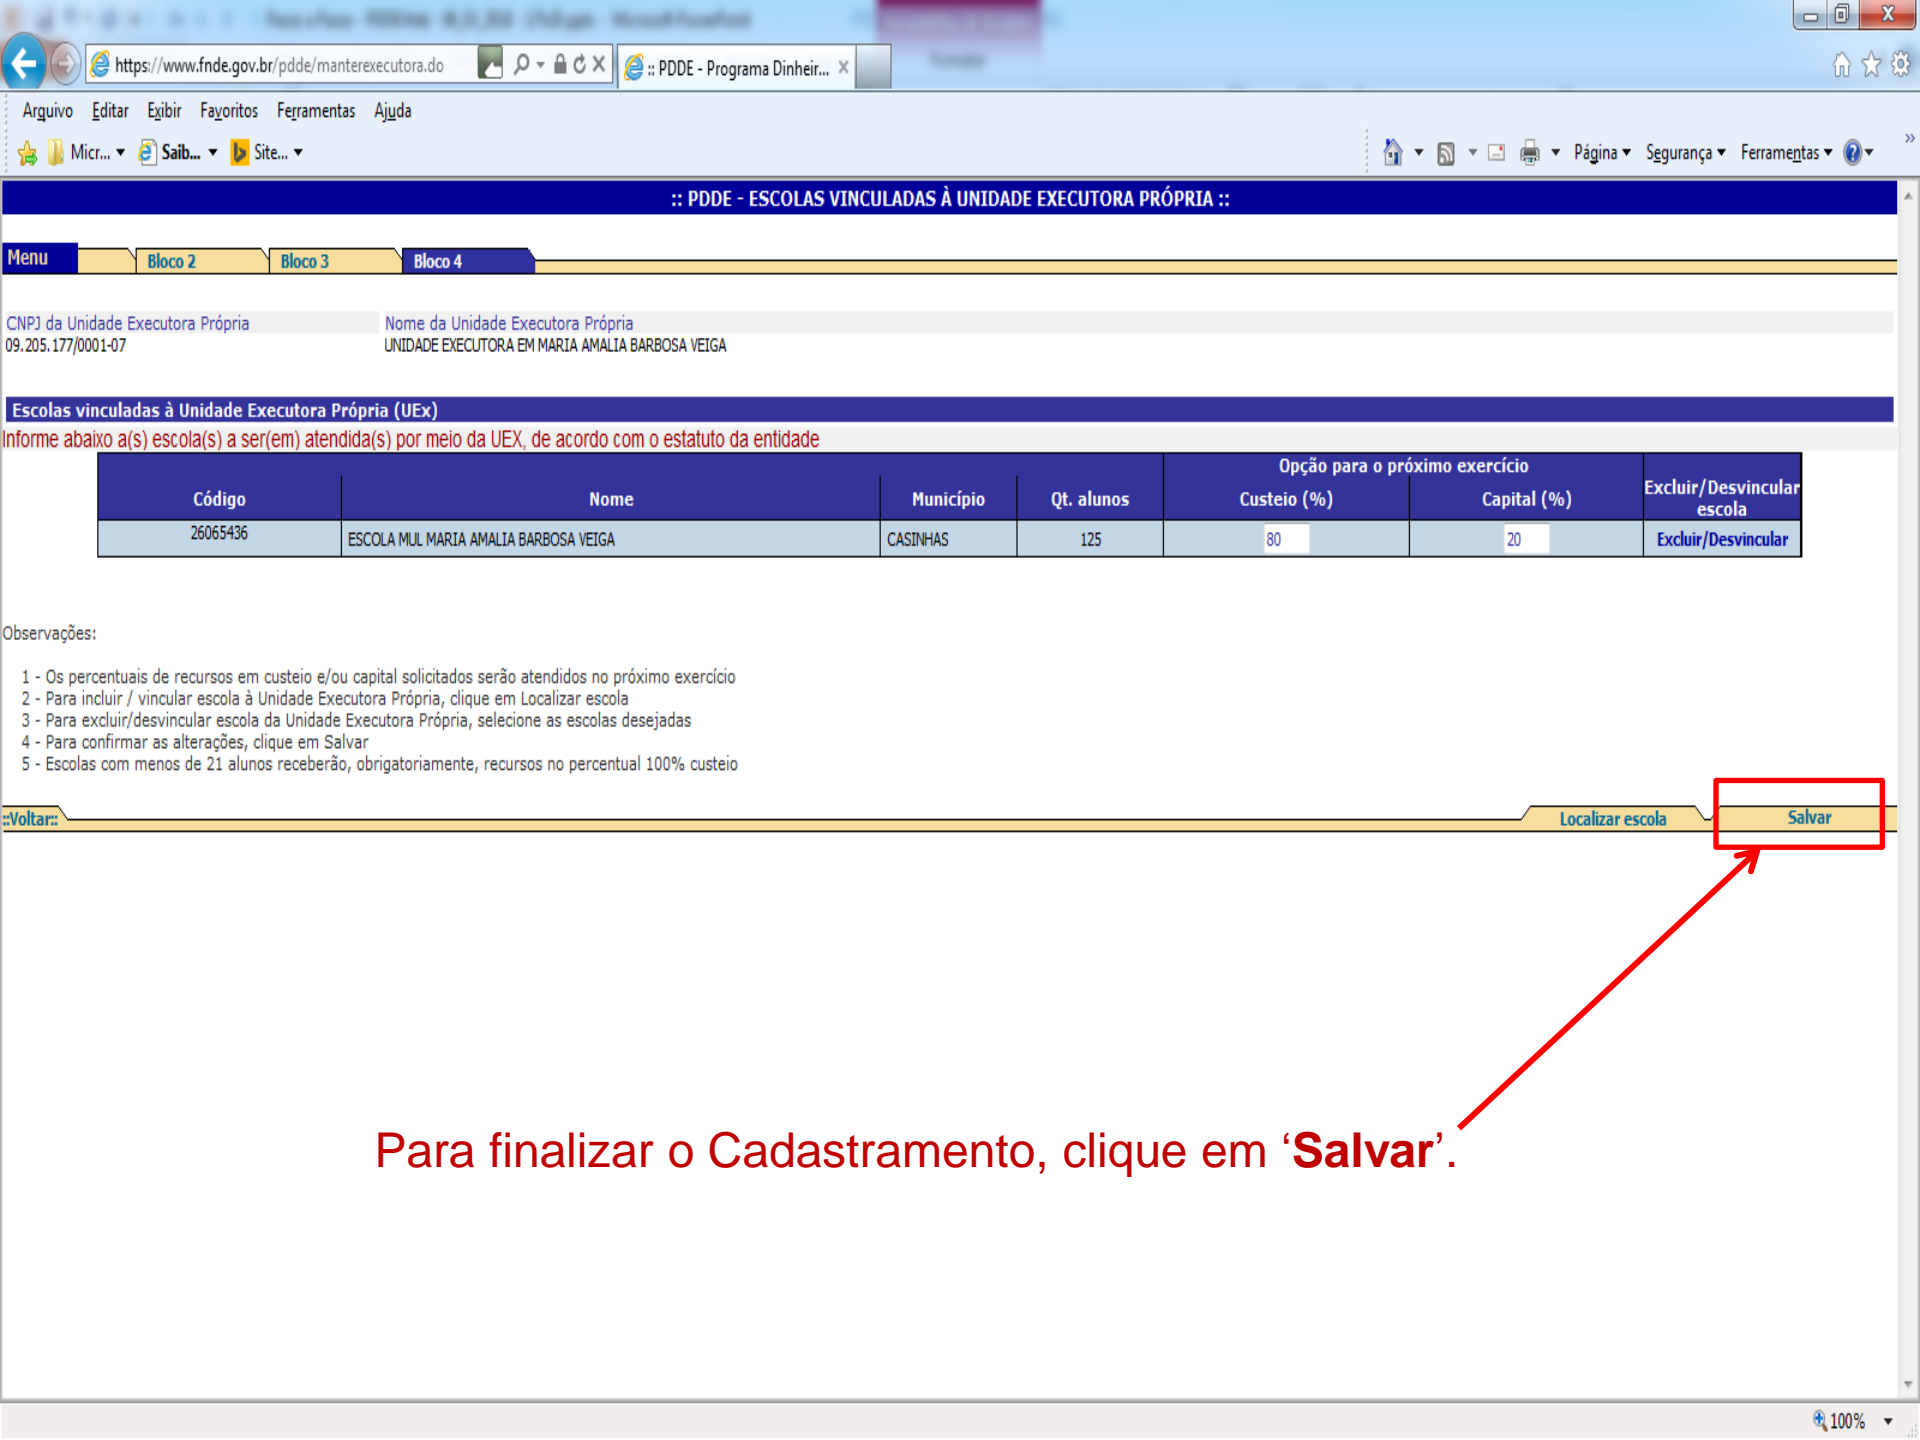 https://www.fnde.gov.br/pdde/manterexecutora.do
:: PDDE - Programa Dinheir...
Arquivo Editar Exibir Favoritos Ferramentas Ajuda
Micr... Saib... Site...
Página Segurança Ferramentas
:: PDDE - ESCOLAS VINCULADAS À UNIDADE EXECUTORA PRÓPRIA ::
Menu Bloco 2 Bloco 3 Bloco 4
CNPJ da Unidade Executora Própria Nome da Unidade Executora Própria
09.205.177/0001-07 UNIDADE EXECUTORA EM MARIA AMALIA BARBOSA VEIGA
Escolas vinculadas à Unidade Executora Própria (UEx)
Informe abaixo a(s) escola(s) a ser(em) atendida(s) por meio da UEX, de acordo com o estatuto da entidade
Opção para o próximo exercício
Código Nome Município Qt. alunos Custeio (%) Capital (%) Excluir/Desvincular
escola
26065436 ESCOLA MUL MARIA AMALIA BARBOSA VEIGA CASINHAS 125 80 20 Excluir/Desvincular
Observações:
1 - Os percentuais de recursos em custeio e/ou capital solicitados serão atendidos no próximo exercício
2 - Para incluir / vincular escola à Unidade Executora Própria, clique em Localizar escola
3 - Para excluir/desvincular escola da Unidade Executora Própria, selecione as escolas desejadas
4 - Para confirmar as alterações, clique em Salvar
5 - Escolas com menos de 21 alunos receberão, obrigatoriamente, recursos no percentual 100% custeio
::Voltar:: Localizar escola Salvar
Para finalizar o Cadastramento, clique em ‘Salvar’.
100%